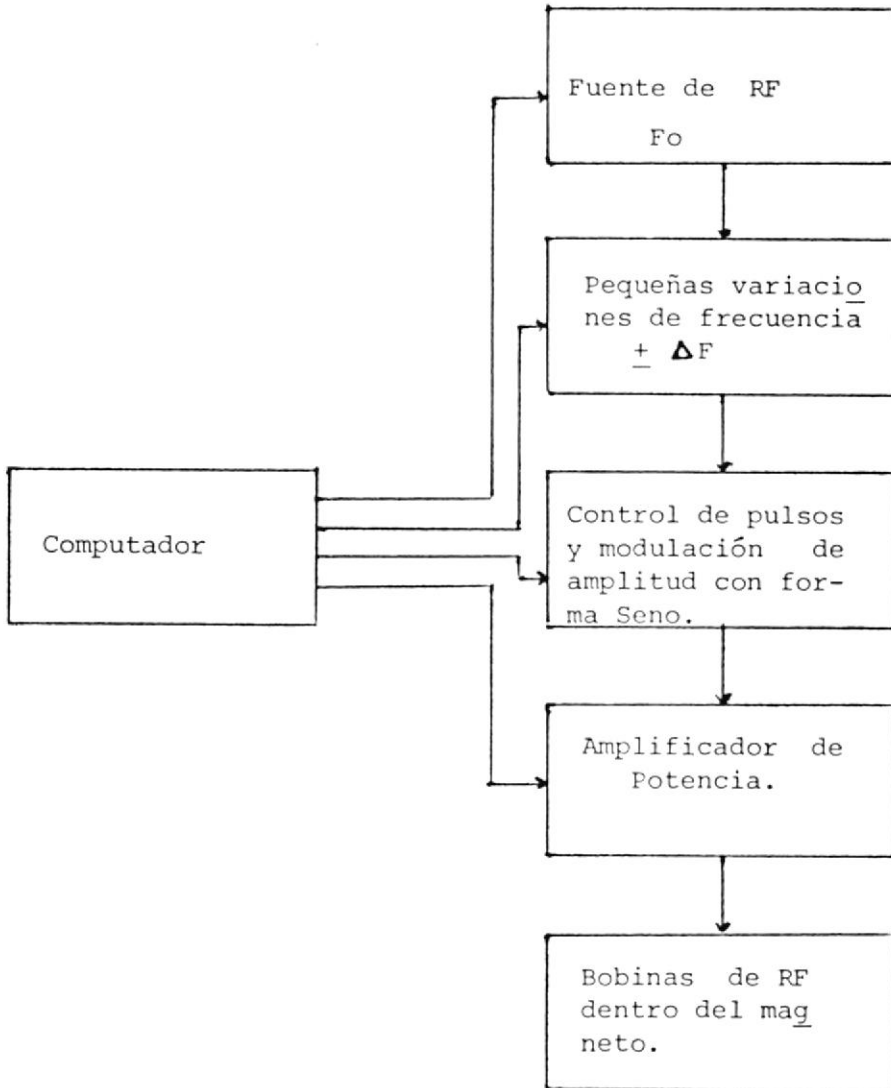 Fuente de RF
Fo
Pequeñas variacio
nes de frecuencia
+ ΔF
Computador
Control de pulsos
y modulación de
amplitud con for-
ma Seno.
Amplificador de
Potencia.
Bobinas de RF
dentro del mag
neto.